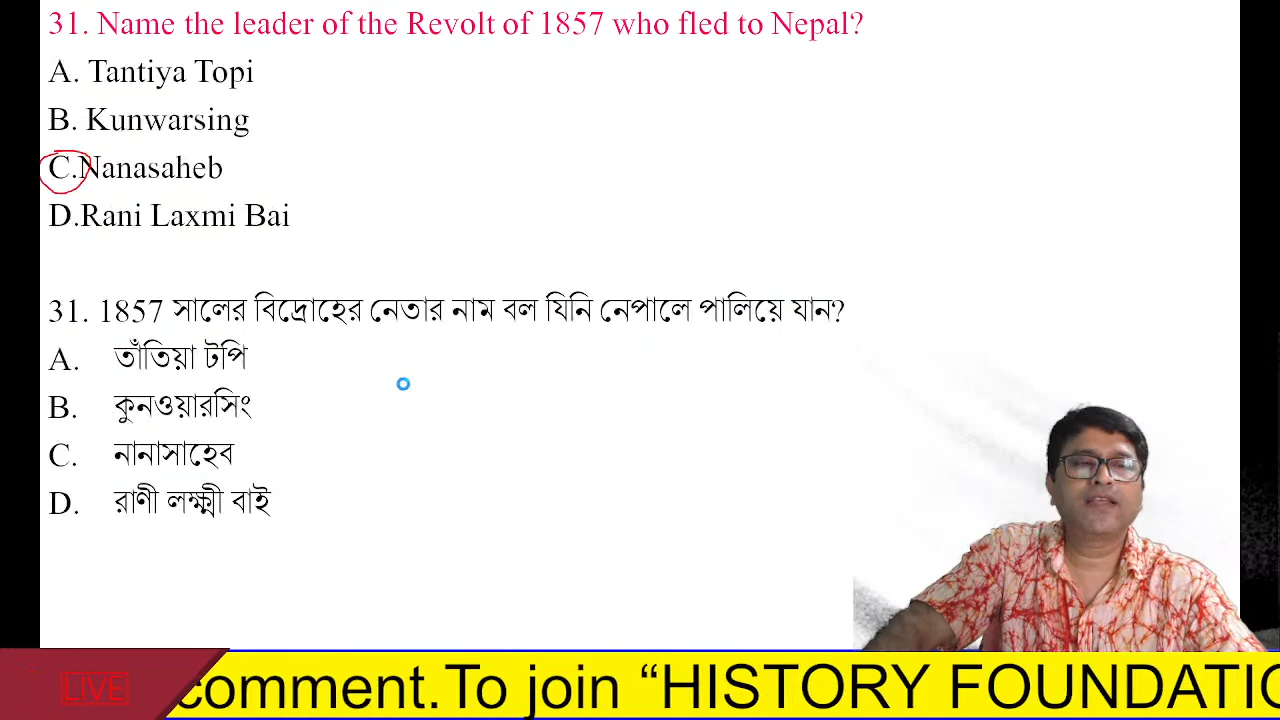 31. Name the leader of the Revolt of 1857 who fled to Nepal?
A. Tantiya Topi
B. Kunwarsing
C.Nanasaheb
D.Rani Laxmi Bai
31. 1857 সালের বিদ্রোহের নেতার নাম বল যিনি নেপালে পালিয়ে যান?
A. তাঁতিয়া টপি
B. কুনওয়ারসিং
C. নানাসাহেব
D. রাণী লক্ষ্মী বাই
LIVE comment.To join “HISTORY FOUNDATIO